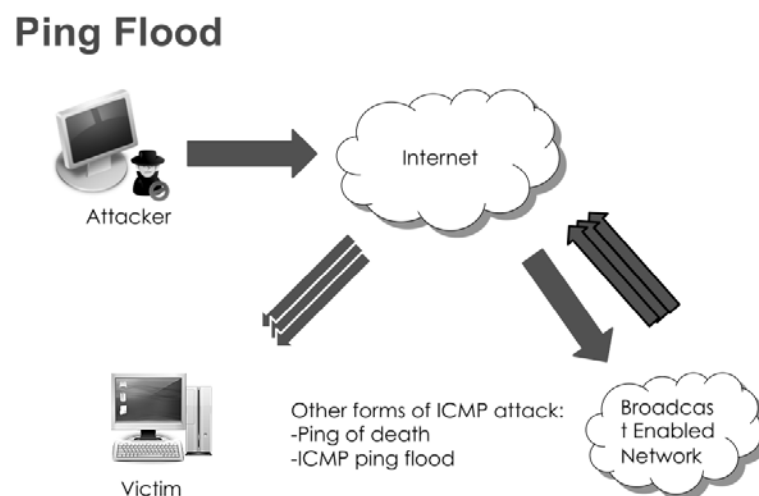 Ping Flood
Internet
Attacker
Other forms of ICMP attack:
-Ping of death
-ICMP ping flood
Broadcas
t Enabled
Network
Victim